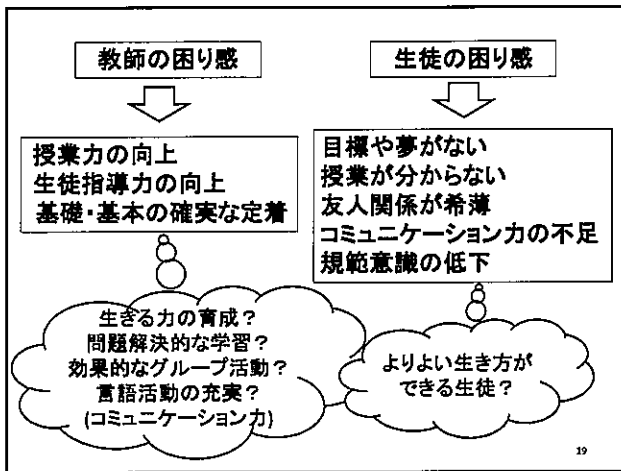 教師の困り感
授業力の向上
生徒指導力の向上
基礎・基本の確実な定着
生きる力の育成？
問題解決的な学習？
効果的なグループ活動？
言語活動の充実？
(コミュニケーション力)
生徒の困り感
目標や夢がない
授業が分からない
友人関係が希薄
コミュニケーション力の不足
規範意識の低下
よりよい生き方が
できる生徒？
19